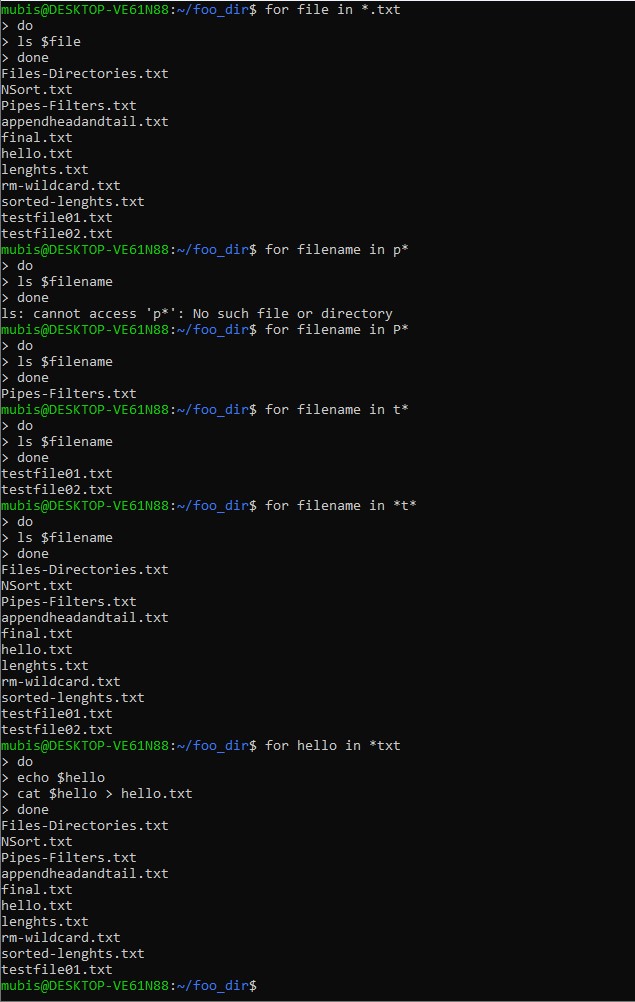 mubis@DESKTOP-VE61N88:~/foo_dir$ for file in *.txt
> do
> ls $file
> done
Files-Directories.txt
NSort.txt
Pipes-Filters.txt
appendheadandtail.txt
final.txt
hello.txt
lenghts.txt
rm-wildcard.txt
sorted-lenghts.txt
testfile01.txt
testfile02.txt
mubis@DESKTOP-VE61N88:~/foo_dir$ for filename in p*
> do
> ls $filename
> done
ls: cannot access 'p*': No such file or directory
mubis@DESKTOP-VE61N88:~/foo_dir$ for filename in P*
> do
> ls $filename
> done
Pipes-Filters.txt
mubis@DESKTOP-VE61N88:~/foo_dir$ for filename in t*
> do
> ls $filename
> done
testfile01.txt
testfile02.txt
mubis@DESKTOP-VE61N88:~/foo_dir$ for filename in *t*
> do
> ls $filename
> done
Files-Directories.txt
NSort.txt
Pipes-Filters.txt
appendheadandtail.txt
final.txt
hello.txt
lenghts.txt
rm-wildcard.txt
sorted-lenghts.txt
testfile01.txt
testfile02.txt
mubis@DESKTOP-VE61N88:~/foo_dir$ for hello in *txt
> do
> echo $hello
> cat $hello > hello.txt
> done
Files-Directories.txt
NSort.txt
Pipes-Filters.txt
appendheadandtail.txt
final.txt
hello.txt
lenghts.txt
rm-wildcard.txt
sorted-lenghts.txt
testfile01.txt
mubis@DESKTOP-VE61N88:~/foo_dir$